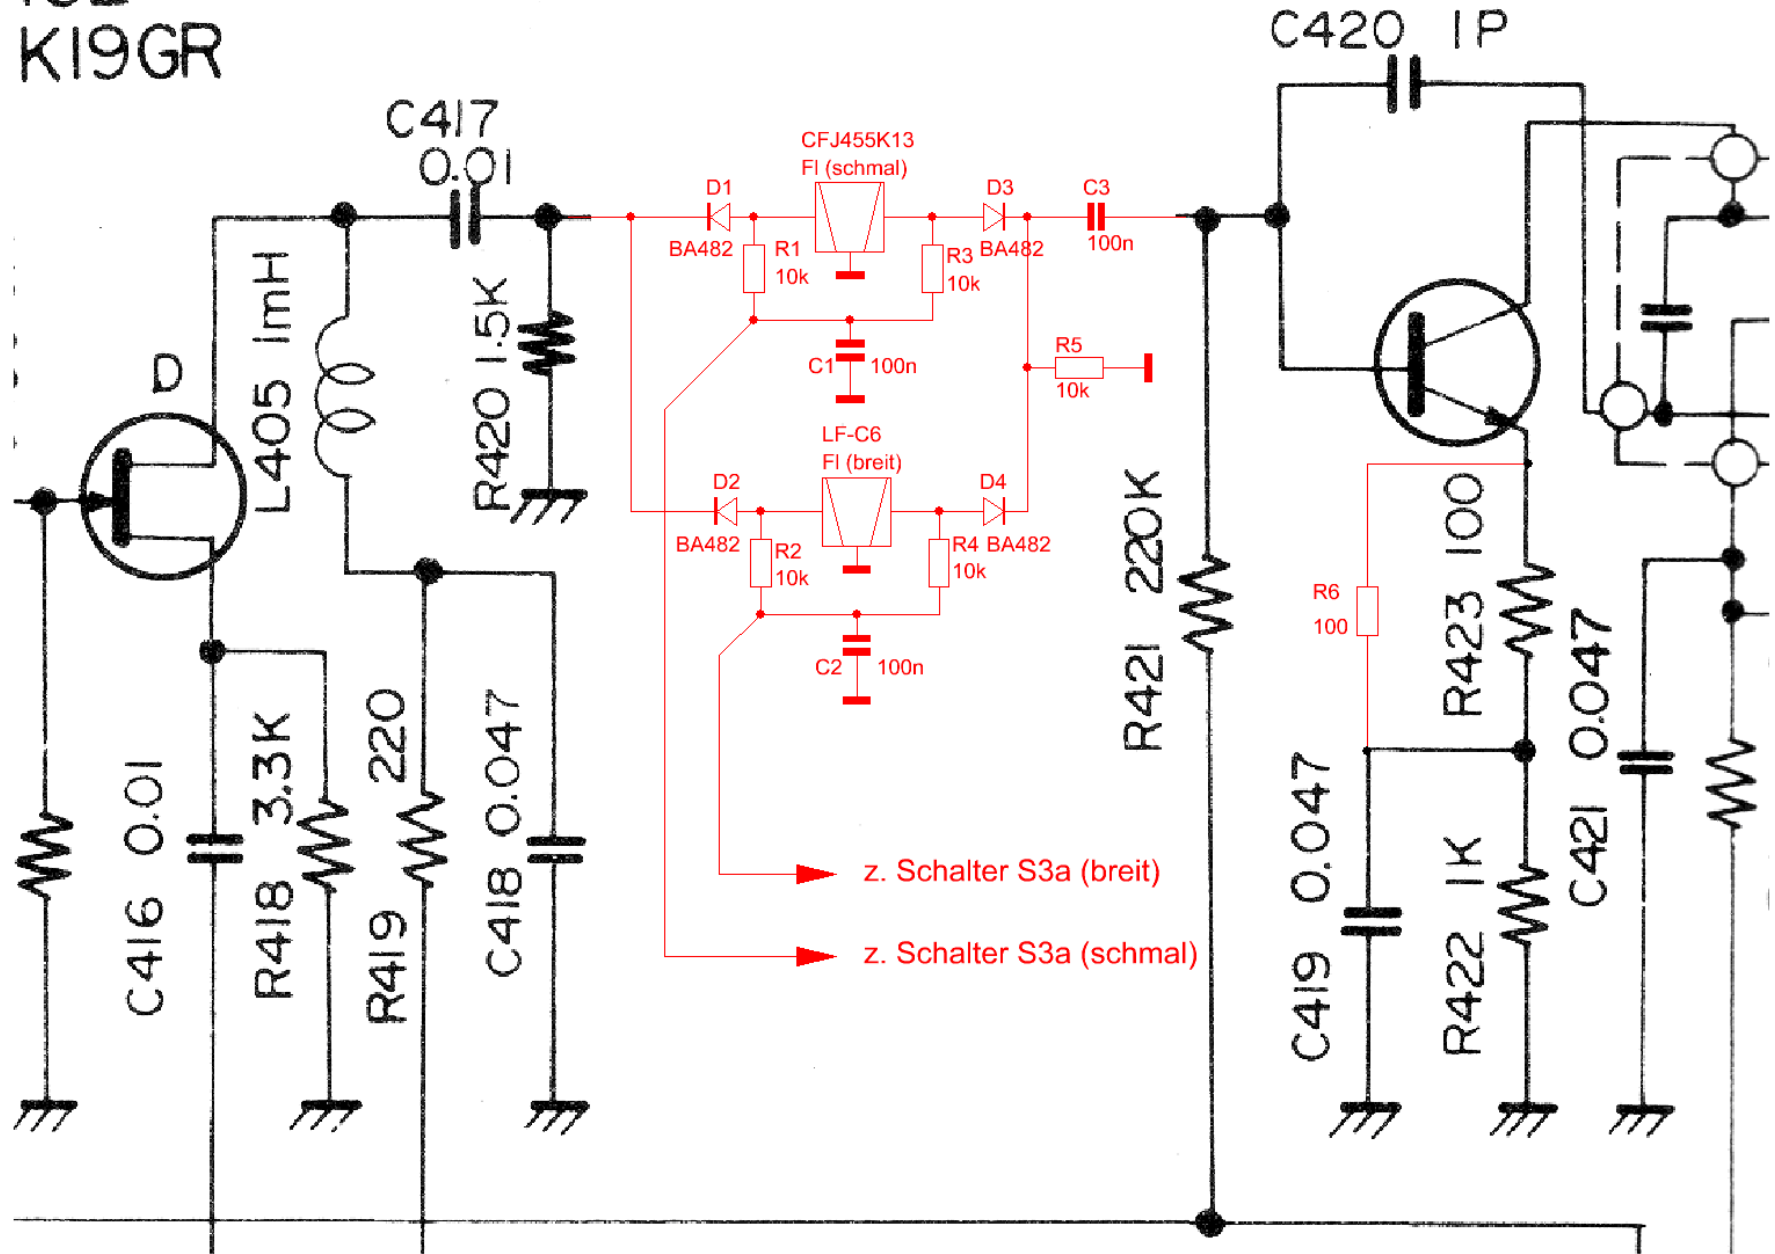 K19GR
C420 1P
C417
0.01
CFJ455K13
Fl (schmal)
D1
D3
C3
BA482
R1
10k
R3
10k
BA482
100n
L405 1mH
R420 1.5K
D
C1
100n
R5
10k
LF-C6
Fl (breit)
D2
D4
BA482
R2
10k
R4
10k
BA482
C2
100n
R421 220K
R6
100
R423 100
C421 0.047
C416 0.01
R418 3.3K
R419 220
C418 0.047
C419 0.047
R422 1K
z. Schalter S3a (breit)
z. Schalter S3a (schmal)